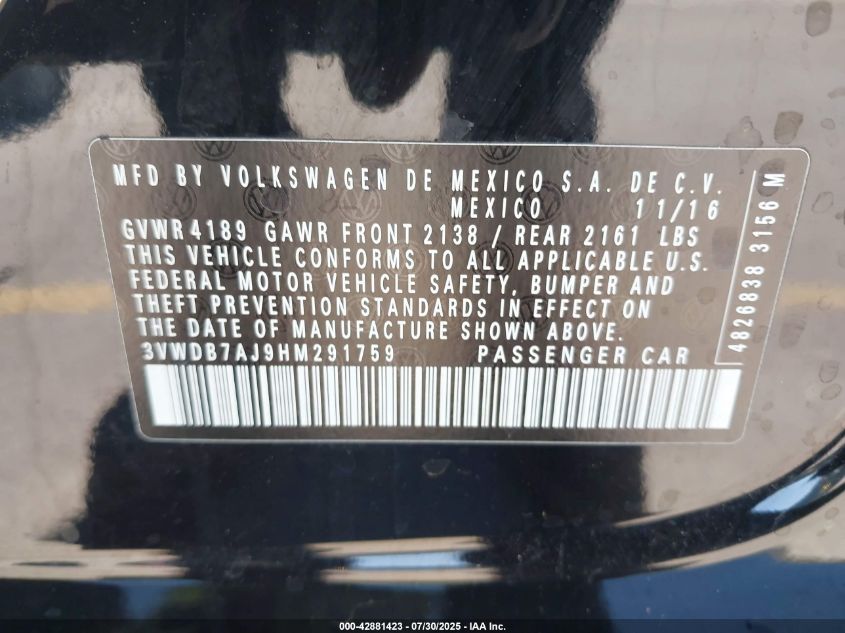 MFD BY VOLKSWAGEN DE MEXICO S.A. DE C.V.
MEXICO 11/16
GVWR 4189 GAWR FRONT 2138 / REAR 2161 LBS
THIS VEHICLE CONFORMS TO ALL APPLICABLE U.S.
FEDERAL MOTOR VEHICLE SAFETY, BUMPER AND
THEFT PREVENTION STANDARDS IN EFFECT ON
THE DATE OF MANUFACTURE SHOWN ABOVE.
3VWDB7AJ9HM291759 PASSENGER CAR
4826838 3156 M
000-42881423 - 07/30/2025 - IAA Inc.